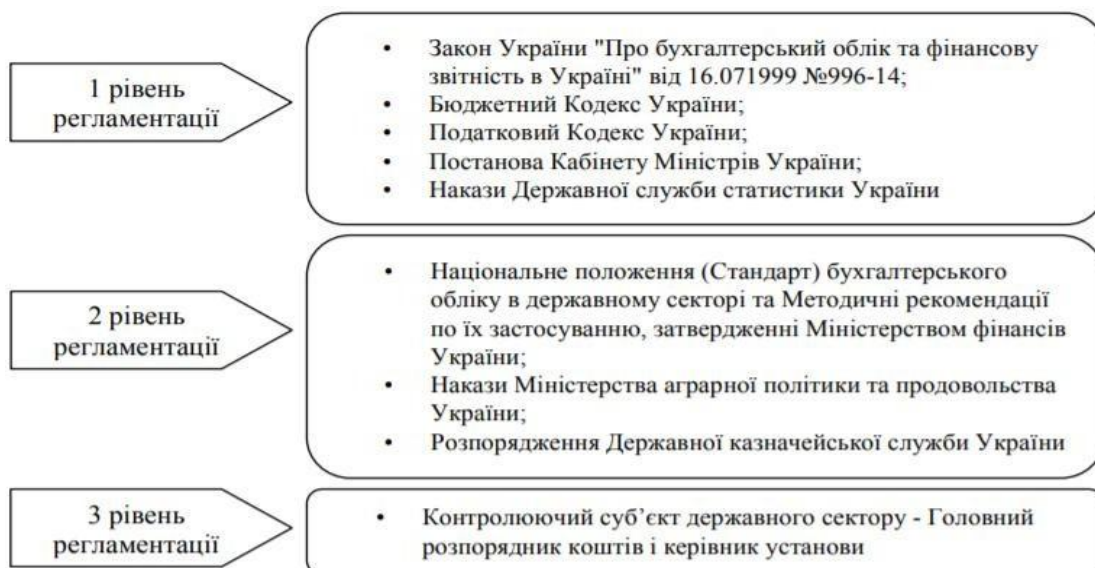 1 рівень
регламентації
• Закон України "Про бухгалтерський облік та фінансову
звітність в Україні" від 16.071999 №996-14;
• Бюджетний Кодекс України;
• Податковий Кодекс України;
• Постанова Кабінету Міністрів України;
• Накази Державної служби статистики України
2 рівень
регламентації
• Національне положення (Стандарт) бухгалтерського
обліку в державному секторі та Методичні рекомендації
по їх застосуванню, затвердженні Міністерством фінансів
України;
• Накази Міністерства аграрної політики та продовольства
України;
• Розпорядження Державної казначейської служби України
3 рівень
регламентації
• Контролюючий суб’єкт державного сектору - Головний
розпорядник коштів і керівник установи